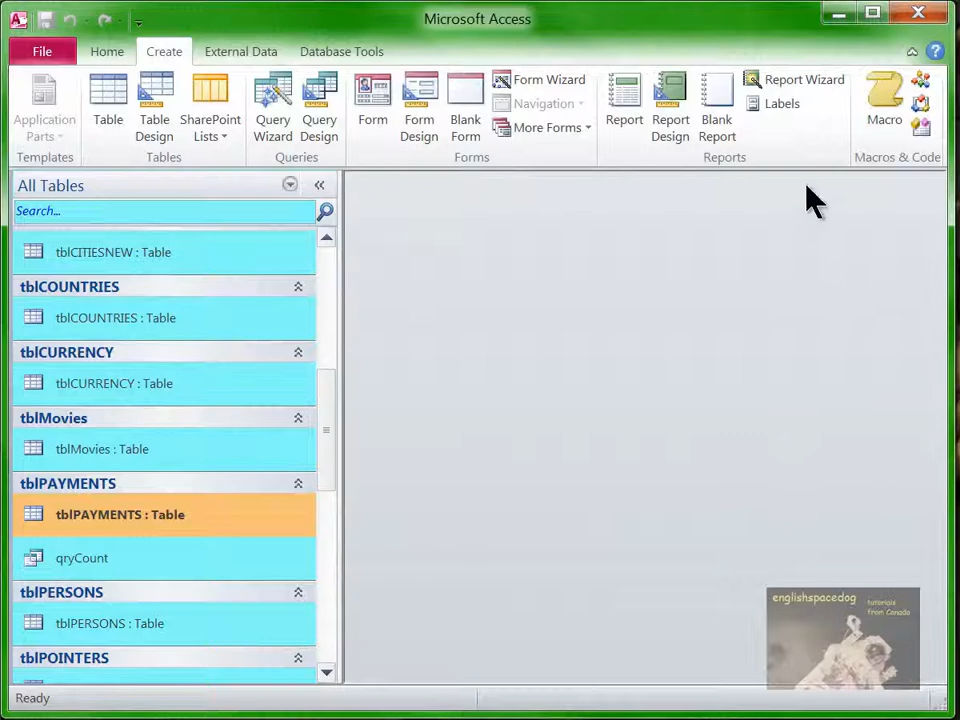 Microsoft Access
File Home Create External Data Database Tools
Application Parts
Table
Table Design
SharePoint Lists
Query Wizard
Query Design
Form
Form Design
Blank Form
Form Wizard
Navigation
More Forms
Report
Report Design
Blank Report
Report Wizard
Labels
Macro
Templates Tables Queries Forms Reports Macros & Code
All Tables
Search...
tblCITIESNEW : Table
tblCOUNTRIES
tblCOUNTRIES : Table
tblCURRENCY
tblCURRENCY : Table
tblMovies
tblMovies : Table
tblPAYMENTS
tblPAYMENTS : Table
qryCount
tblPERSONS
tblPERSONS : Table
tblPOINTERS
englishspacedog
tutorials
from Canada
Ready